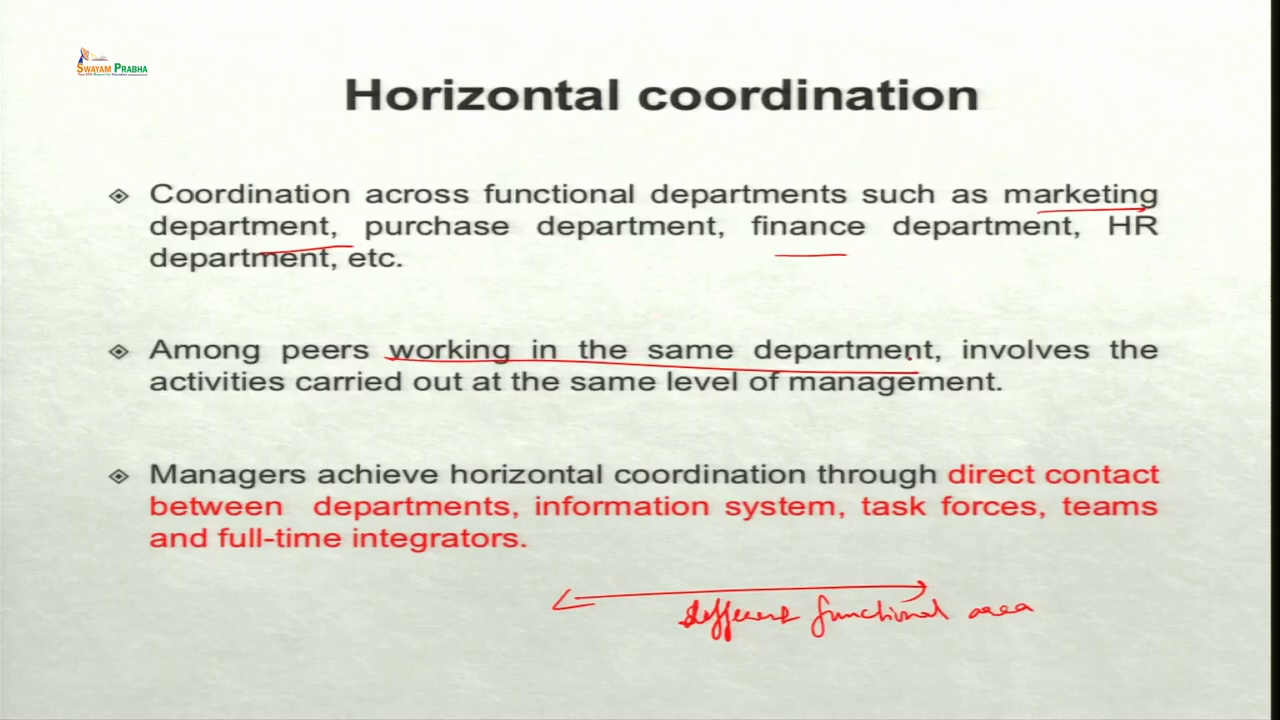 SWAYAM PRABHA
Horizontal coordination
Coordination across functional departments such as marketing
department, purchase department, finance department, HR
department, etc.
Among peers working in the same department, involves the
activities carried out at the same level of management.
Managers achieve horizontal coordination through direct contact
between departments, information system, task forces, teams
and full-time integrators.
different functional area